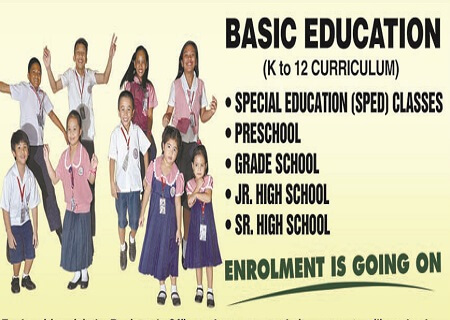 BASIC EDUCATION
(K to 12 CURRICULUM)
• SPECIAL EDUCATION (SPED) CLASSES
• PRESCHOOL
• GRADE SCHOOL
• JR. HIGH SCHOOL
• SR. HIGH SCHOOL
ENROLMENT IS GOING ON